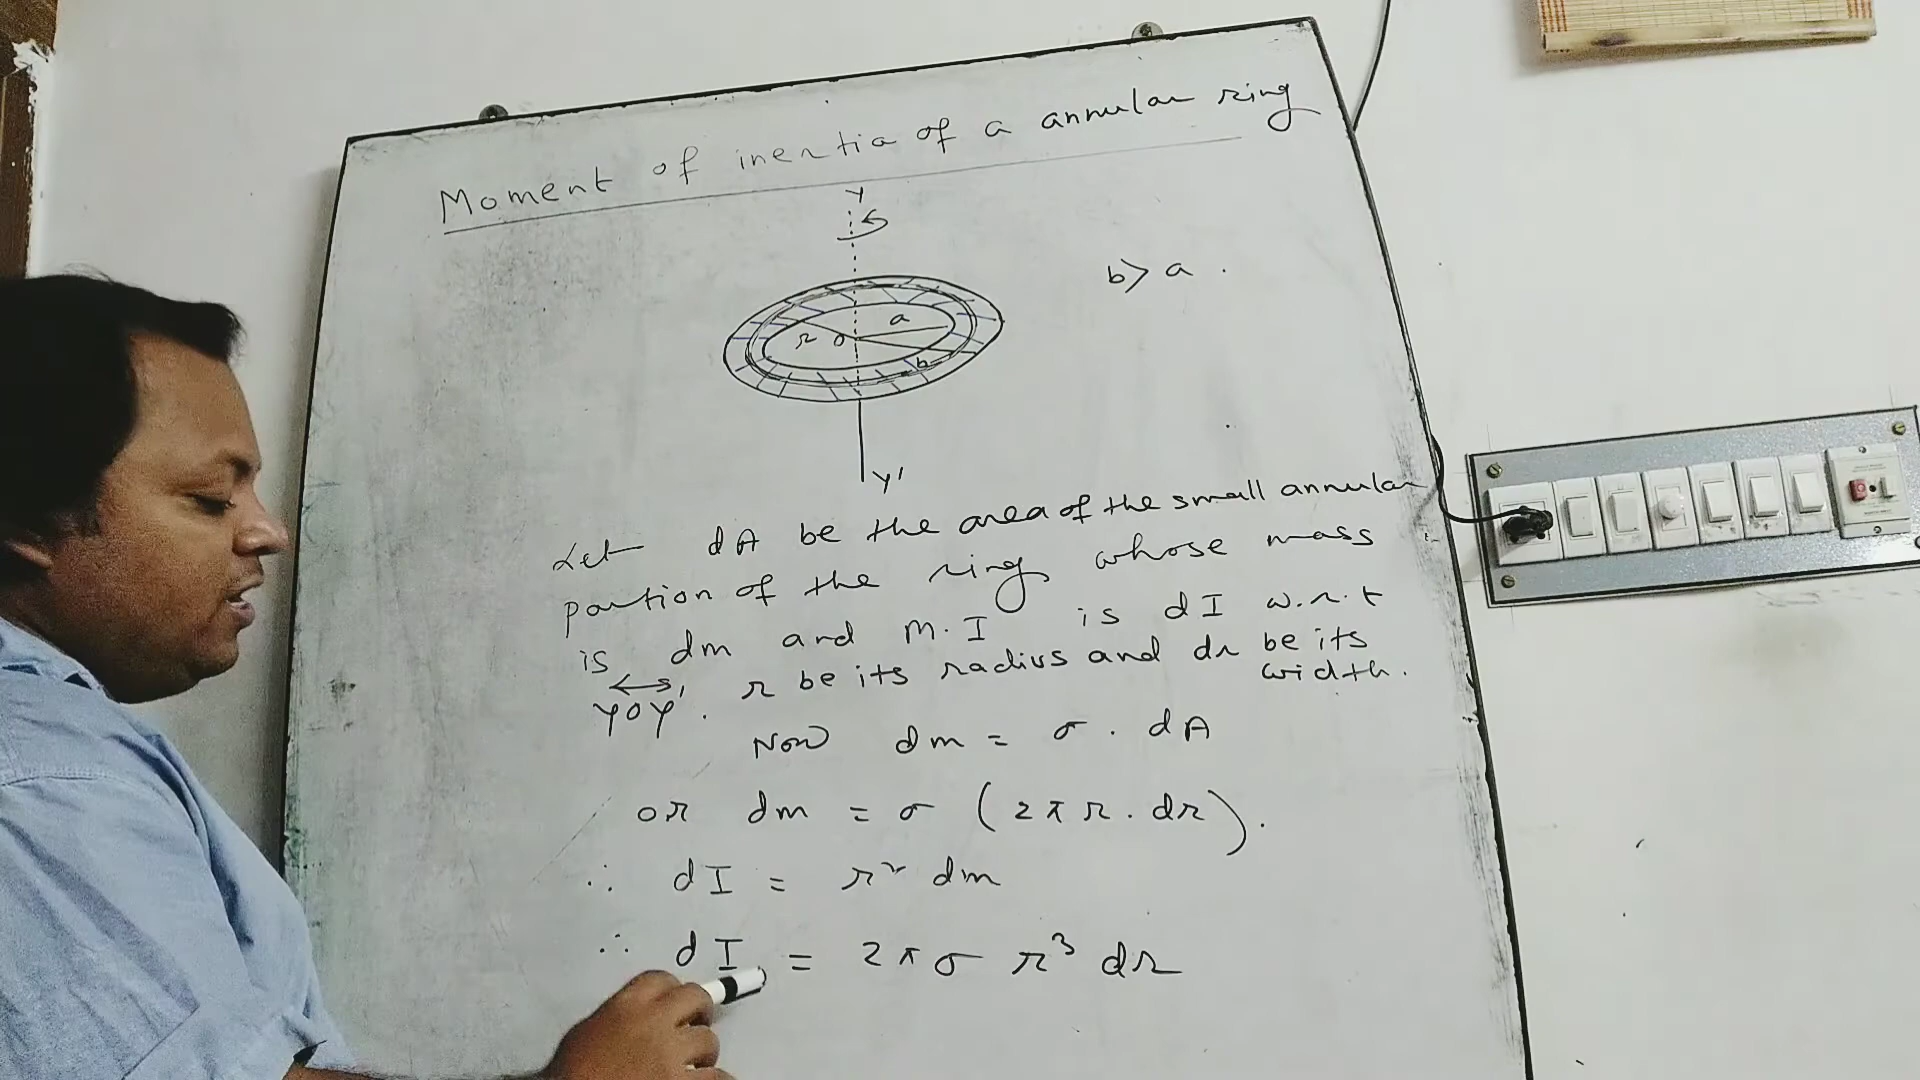 Moment of inertia of a annular ring
Y
b > a .
a
r O
b
Y'
Let dA be the area of the small annular
portion of the ring whose mass
is dm and M.I is dI w.r.t
YOY'. r be its radius and dr be its
width.
Now dm = σ . dA
or dm = σ (2πr . dr).
∴ dI = r² dm
∴ dI = 2πσ r³ dr